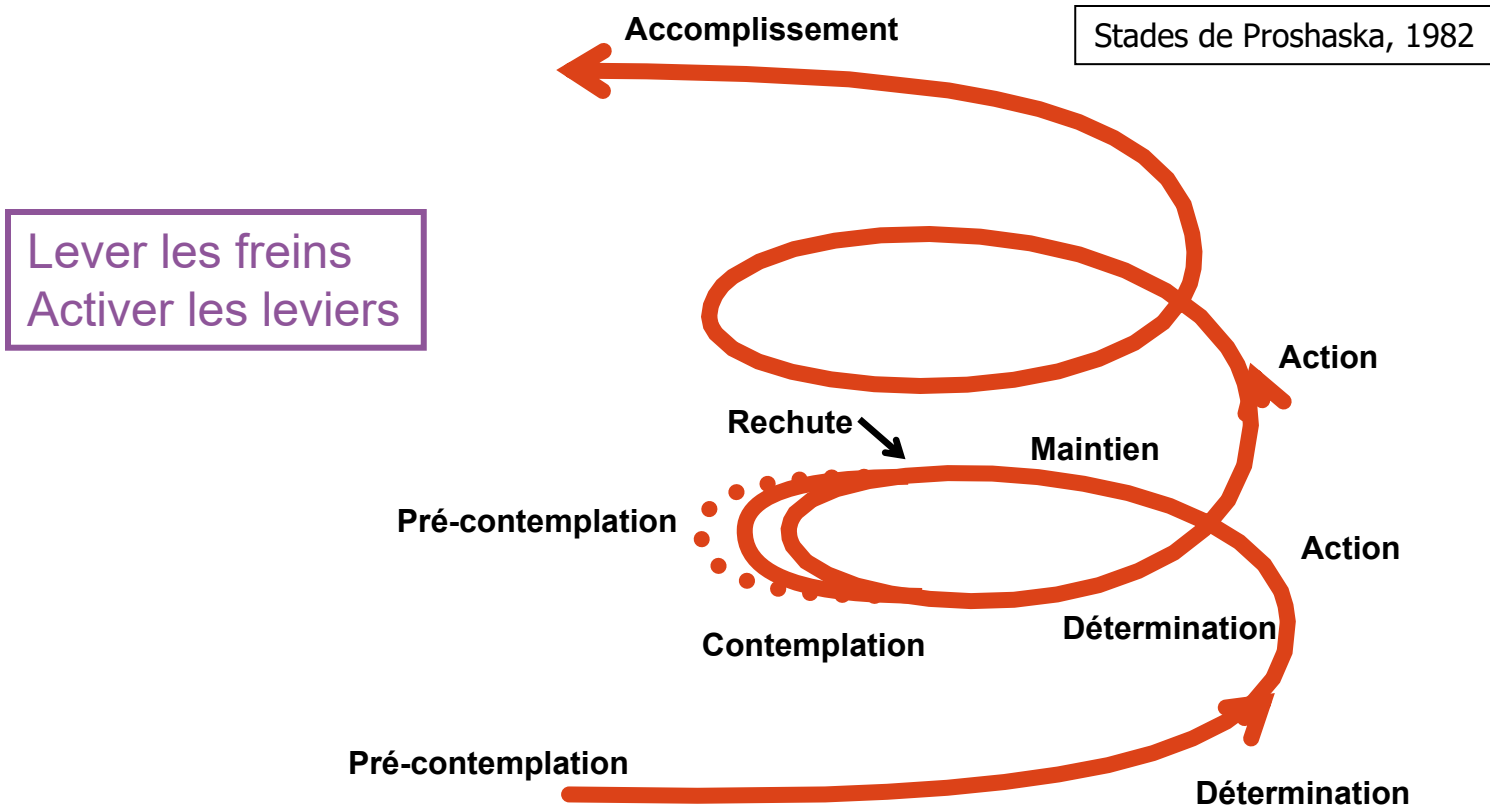 Accomplissement
Stades de Proshaska, 1982
Lever les freins
Activer les leviers
Action
Rechute
Maintien
Pré-contemplation
Action
Détermination
Contemplation
Pré-contemplation
Détermination